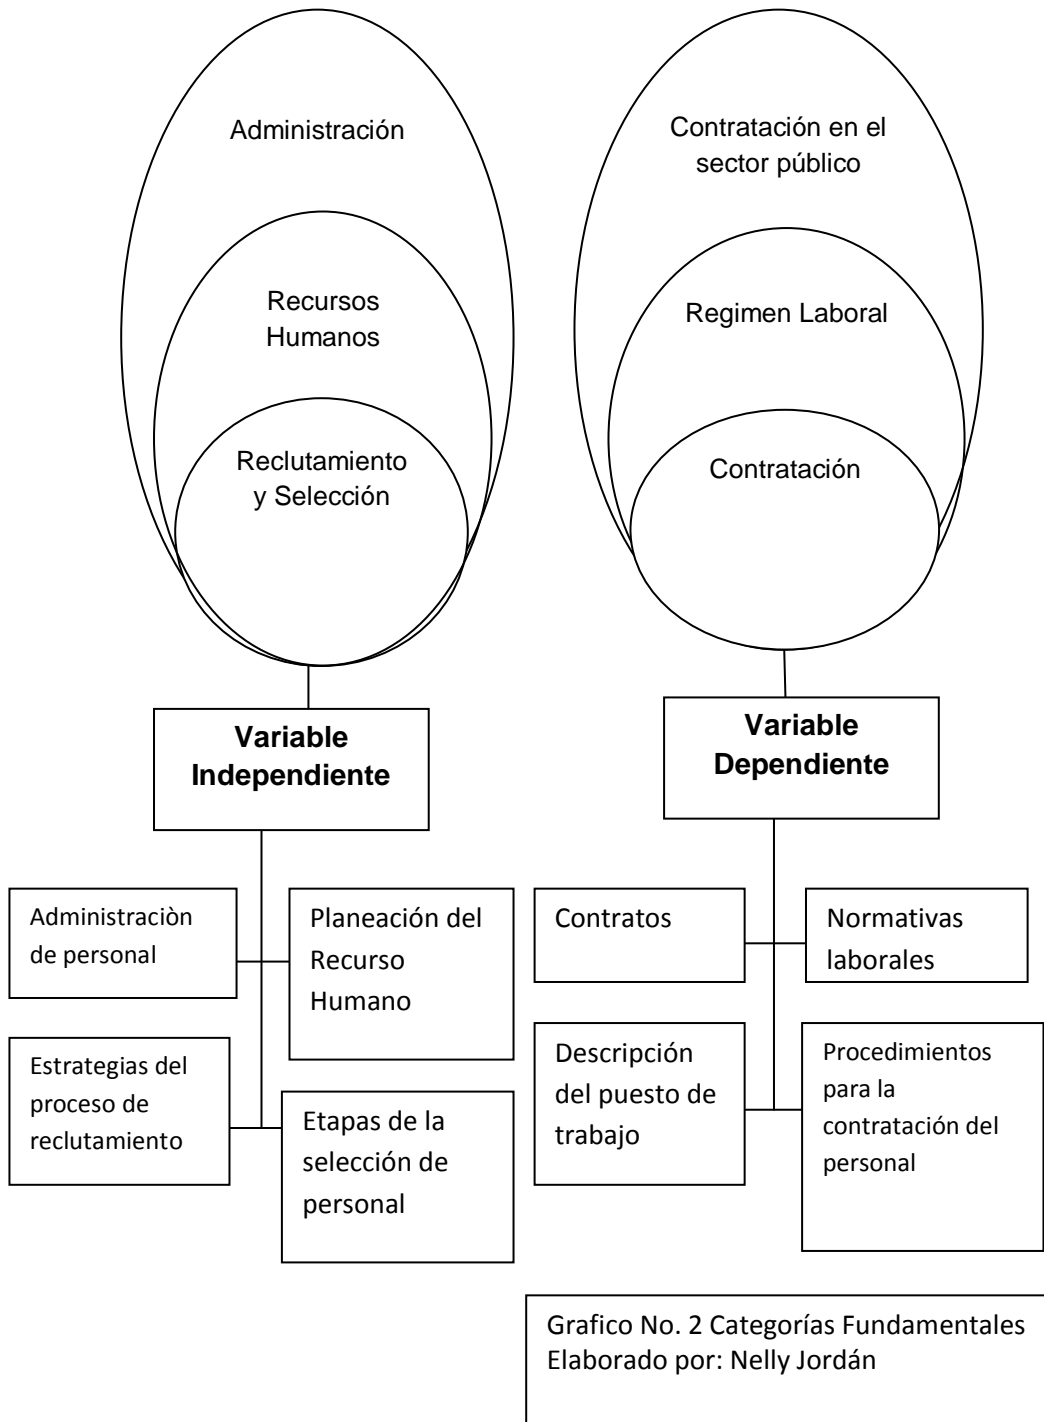 Administración
Recursos
Humanos
Reclutamiento
y Selección
Contratación en el
sector público
Regimen Laboral
Contratación
Variable
Independiente
Variable
Dependiente
Administraciòn
de personal
Planeación del
Recurso
Humano
Estrategias del
proceso de
reclutamiento
Etapas de la
selección de
personal
Contratos
Normativas
laborales
Descripción
del puesto de
trabajo
Procedimientos
para la
contratación del
personal
Grafico No. 2 Categorías Fundamentales
Elaborado por: Nelly Jordán